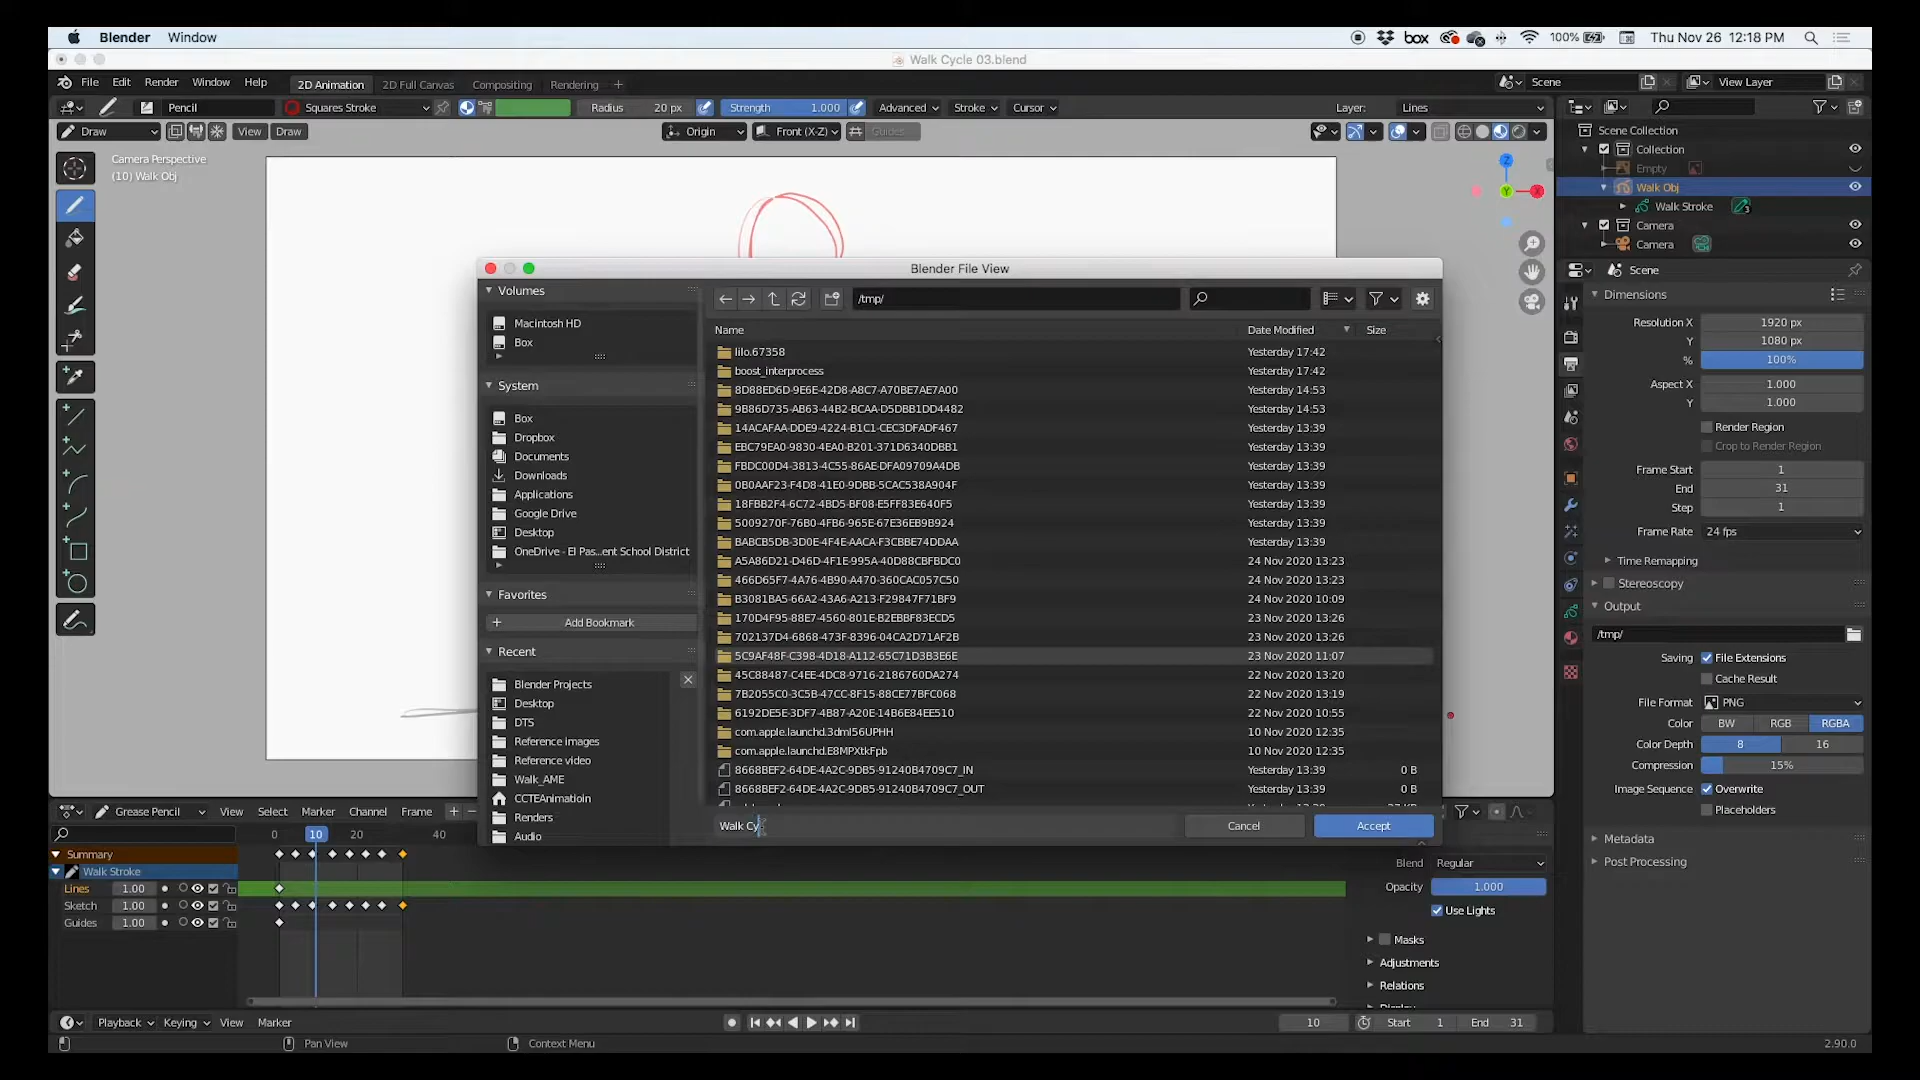 Blender Window box 100% Thu Nov 26 12:18 PM
Walk Cycle 03.blend
File Edit Render Window Help 2D Animation 2D Full Canvas Compositing Rendering + Scene View Layer
Pencil Squares Stroke Radius 20 px Strength 1.000 Advanced Stroke Cursor Layer: Lines
Draw View Draw Origin Front (X-Z) Guides
Camera Perspective
(10) Walk Obj
Z
Y
X
Scene Collection
Collection
Empty
Walk Obj
Walk Stroke 3
Camera
Camera
Blender File View
Volumes
Macintosh HD
Box
System
Box
Dropbox
Documents
Downloads
Applications
Google Drive
Desktop
OneDrive - El Pas...ent School District
Favorites
+ Add Bookmark
Recent
Blender Projects
Desktop
DTS
Reference images
Reference video
Walk_AME
CCTEAnimatioin
Renders
Audio
/tmp/
Name Date Modified Size
lilo.67358 Yesterday 17:42
boost_interprocess Yesterday 17:42
8D88ED6D-9E6E-42D8-A8C7-A70BE7AE7A00 Yesterday 14:53
9B86D735-AB63-44B2-BCAA-D5DBB1DD4482 Yesterday 14:53
14ACAFAA-DDE9-4224-B1C1-CEC3DFADF467 Yesterday 13:39
EBC79EA0-9830-4EA0-B201-371D6340DBB1 Yesterday 13:39
FBDC00D4-3813-4C55-86AE-DFA09709A4DB Yesterday 13:39
0B0AAF23-F4D8-41E0-9DBB-5CAC538A904F Yesterday 13:39
18FBB2F4-6C72-4BD5-BF08-E5FF83E640F5 Yesterday 13:39
5009270F-76B0-4FB6-965E-67E36EB9B924 Yesterday 13:39
BABCB5DB-3D0E-4F4E-AACA-F3CBBE74DDAA Yesterday 13:39
A5A86D21-D46D-4F1E-995A-40D88CBFBDC0 24 Nov 2020 13:23
466D65F7-4A76-4B90-A470-360CAC057C50 24 Nov 2020 13:23
B3081BA5-66A2-43A6-A213-F29847F71BF9 24 Nov 2020 10:09
170D4F95-88E7-4560-801E-B2EBBF83ECD5 23 Nov 2020 13:26
702137D4-6868-473F-8396-04CA2D71AF2B 23 Nov 2020 13:26
5C9AF48F-C398-4D18-A112-65C71D3B3E6E 23 Nov 2020 11:07
45C88487-C4EE-4DC8-9716-2186760DA274 22 Nov 2020 13:20
7B2055C0-3C5B-47CC-8F15-88CE77BFC068 22 Nov 2020 13:19
6192DE5E-3DF7-4B87-A20E-14B6E84EE510 22 Nov 2020 10:55
com.apple.launchd.3dmI56UPHH 10 Nov 2020 12:35
com.apple.launchd.E8MPXtkFpb 10 Nov 2020 12:35
8668BEF2-64DE-4A2C-9DB5-91240B4709C7_IN Yesterday 13:39 0 B
8668BEF2-64DE-4A2C-9DB5-91240B4709C7_OUT Yesterday 13:39 0 B
Walk Cy Cancel Accept
Scene
Dimensions
Resolution X 1920 px
Y 1080 px
% 100%
Aspect X 1.000
Y 1.000
Render Region
Crop to Render Region
Frame Start 1
End 31
Step 1
Frame Rate 24 fps
Time Remapping
Stereoscopy
Output
/tmp/
Saving File Extensions
Cache Result
File Format PNG
Color BW RGB RGBA
Color Depth 8 16
Compression 15%
Image Sequence Overwrite
Placeholders
Metadata
Post Processing
Grease Pencil View Select Marker Channel Frame + −
0 10 20 40
Summary
Walk Stroke
Lines 1.00
Sketch 1.00
Guides 1.00
Blend Regular
Opacity 1.000
Use Lights
Masks
Adjustments
Relations
Playback Keying View Marker 10 Start 1 End 31
Pan View Context Menu 2.90.0